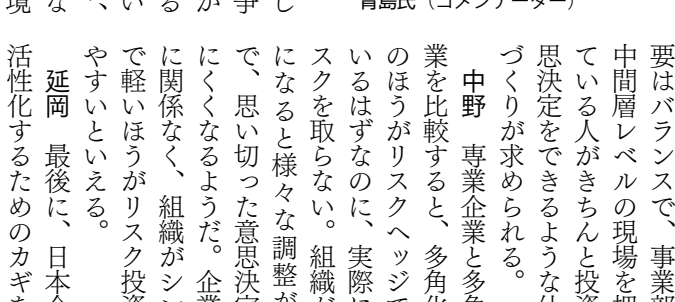 青島氏（コメンテーター）
し
争
が
る
い
、
な
境
要はバランスで、事業部
中間層レベルの現場を把
ている人がきちんと投資
思決定をできるような仕
づくりが求められる。
中野　専業企業と多角
業を比較すると、多角化
のほうがリスクヘッジで
いるはずなのに、実際に
スクを取らない。組織が
になると様々な調整が
で、思い切った意思決定
にくくなるようだ。企業
に関係なく、組織がシン
で軽いほうがリスク投資
やすいといえる。
延岡　最後に、日本企
活性化するためのカギを